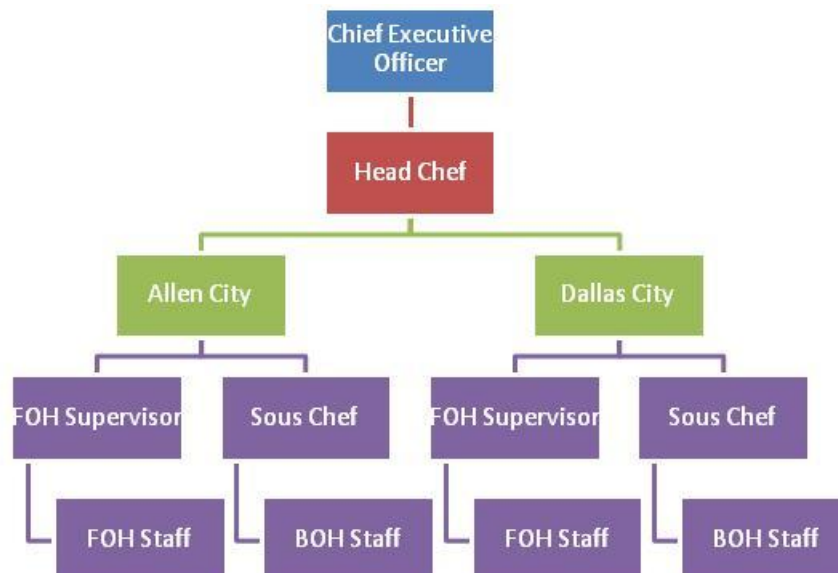 Chief Executive
Officer
Head Chef
Allen City
Dallas City
FOH Supervisor
Sous Chef
FOH Supervisor
Sous Chef
FOH Staff
BOH Staff
FOH Staff
BOH Staff